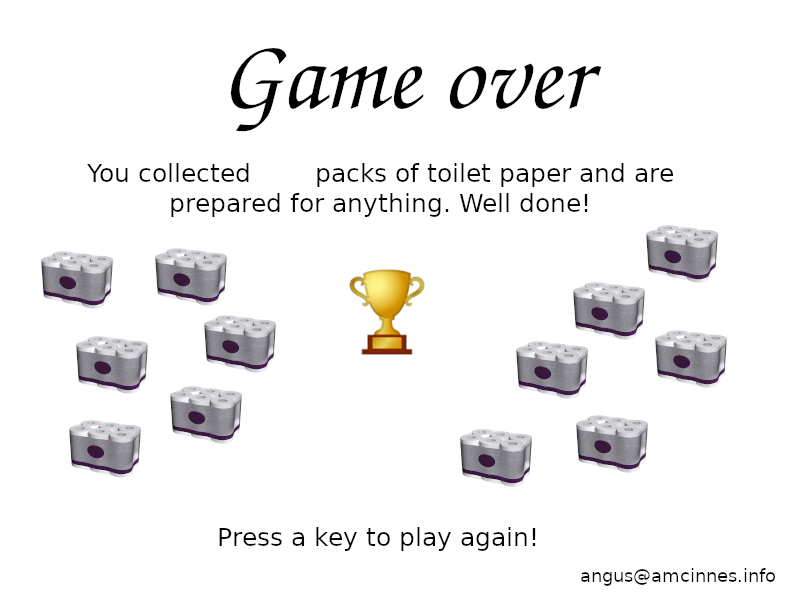 Game over
You collected packs of toilet paper and are
prepared for anything. Well done!
Press a key to play again!
angus@amcinnes.info